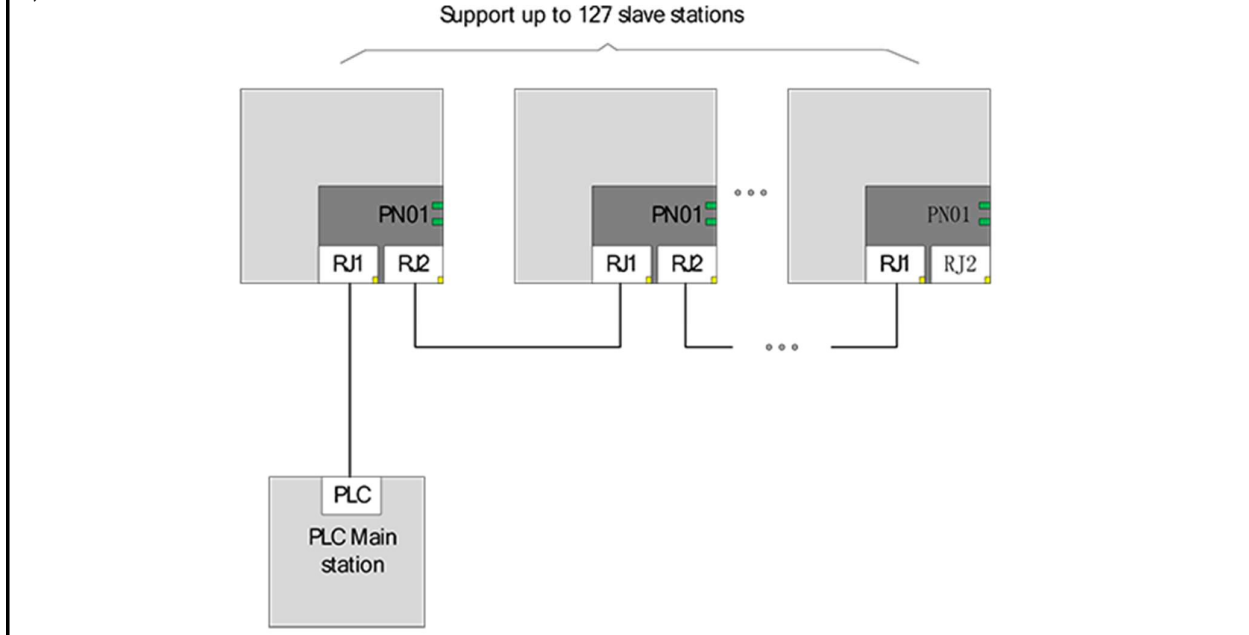 Support up to 127 slave stations
PN01
PN01
PN01
RJ1 RJ2
RJ1 RJ2
RJ1 RJ2
PLC
PLC Main
station